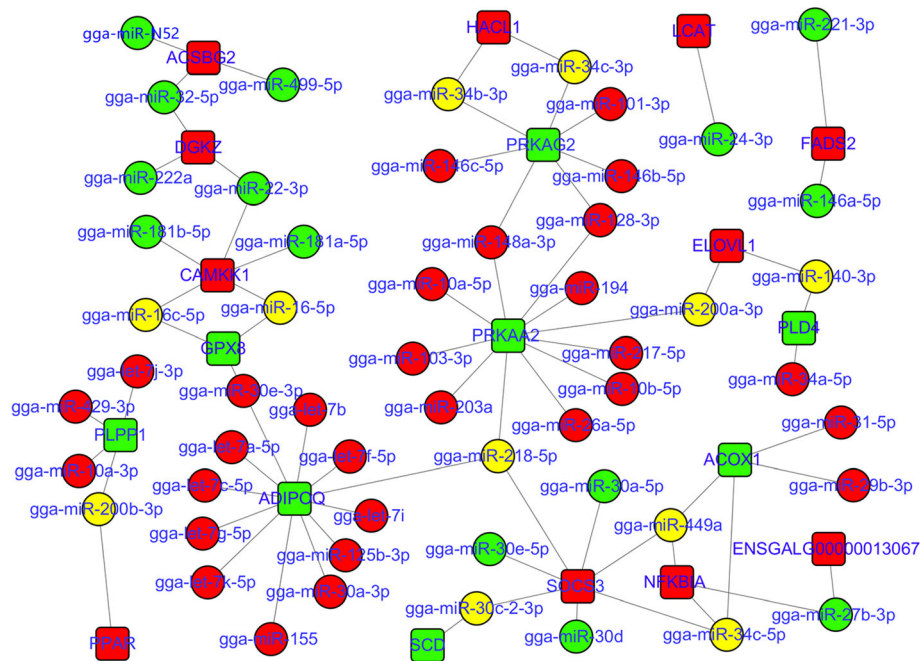 gga-miR-N52
HACL1
LCAT
gga-miR-221-3p
ACSBG2
gga-miR-34c-3p
gga-miR-499-5p
gga-miR-32-5p
gga-miR-34b-3p
gga-miR-101-3p
gga-miR-24-3p
DGKZ
PRKAG2
FADS2
gga-miR-146c-5p
gga-miR-146b-5p
gga-miR-222a
gga-miR-22-3p
gga-miR-146a-5p
gga-miR-128-3p
gga-miR-181b-5p
gga-miR-181a-5p
gga-miR-148a-3p
ELOVL1
CAMKK1
gga-miR-10a-5p
gga-miR-194
gga-miR-140-3p
gga-miR-16c-5p
gga-miR-16-5p
gga-miR-200a-3p
PRKAA2
PLD4
GPX8
gga-miR-103-3p
gga-miR-217-5p
gga-let-7j-3p
gga-miR-34a-5p
gga-miR-30e-3p
gga-miR-10b-5p
gga-miR-429-3p
gga-let-7b
gga-miR-203a
gga-miR-26a-5p
gga-miR-31-5p
PLPP1
gga-let-7a-5p
gga-let-7f-5p
gga-miR-218-5p
ACOX1
gga-miR-10a-3p
gga-let-7c-5p
gga-miR-30a-5p
gga-miR-29b-3p
ADIPCQ
gga-miR-200b-3p
gga-let-7i
gga-miR-449a
gga-let-7g-5p
gga-miR-30e-5p
ENSGALG00000013067
gga-miR-125b-3p
gga-let-7k-5p
gga-miR-30a-3p
SOCS3
NFKBIA
gga-miR-30c-2-3p
gga-miR-27b-3p
gga-miR-155
gga-miR-30d
gga-miR-34c-5p
PPAR
SCD